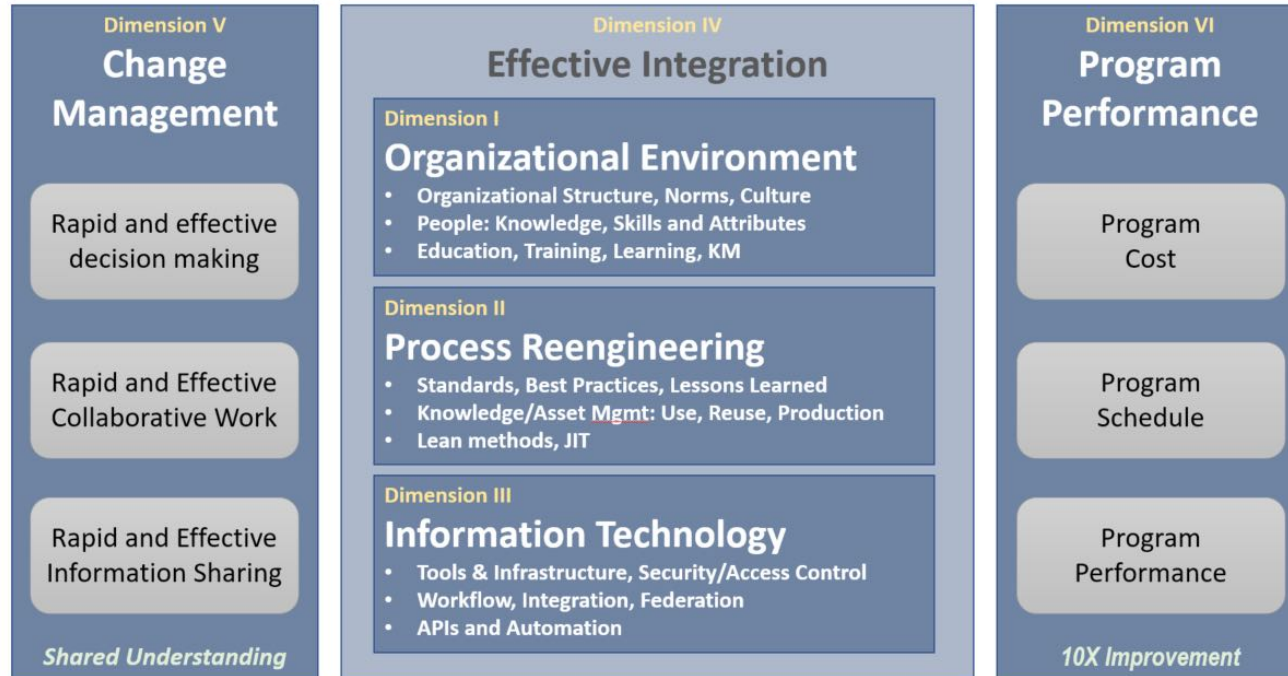 Dimension V
Change
Management
Rapid and effective
decision making
Rapid and Effective
Collaborative Work
Rapid and Effective
Information Sharing
Shared Understanding
Dimension IV
Effective Integration
Dimension I
Organizational Environment
• Organizational Structure, Norms, Culture
• People: Knowledge, Skills and Attributes
• Education, Training, Learning, KM
Dimension II
Process Reengineering
• Standards, Best Practices, Lessons Learned
• Knowledge/Asset Mgmt: Use, Reuse, Production
• Lean methods, JIT
Dimension III
Information Technology
• Tools & Infrastructure, Security/Access Control
• Workflow, Integration, Federation
• APIs and Automation
Dimension VI
Program
Performance
Program
Cost
Program
Schedule
Program
Performance
10X Improvement